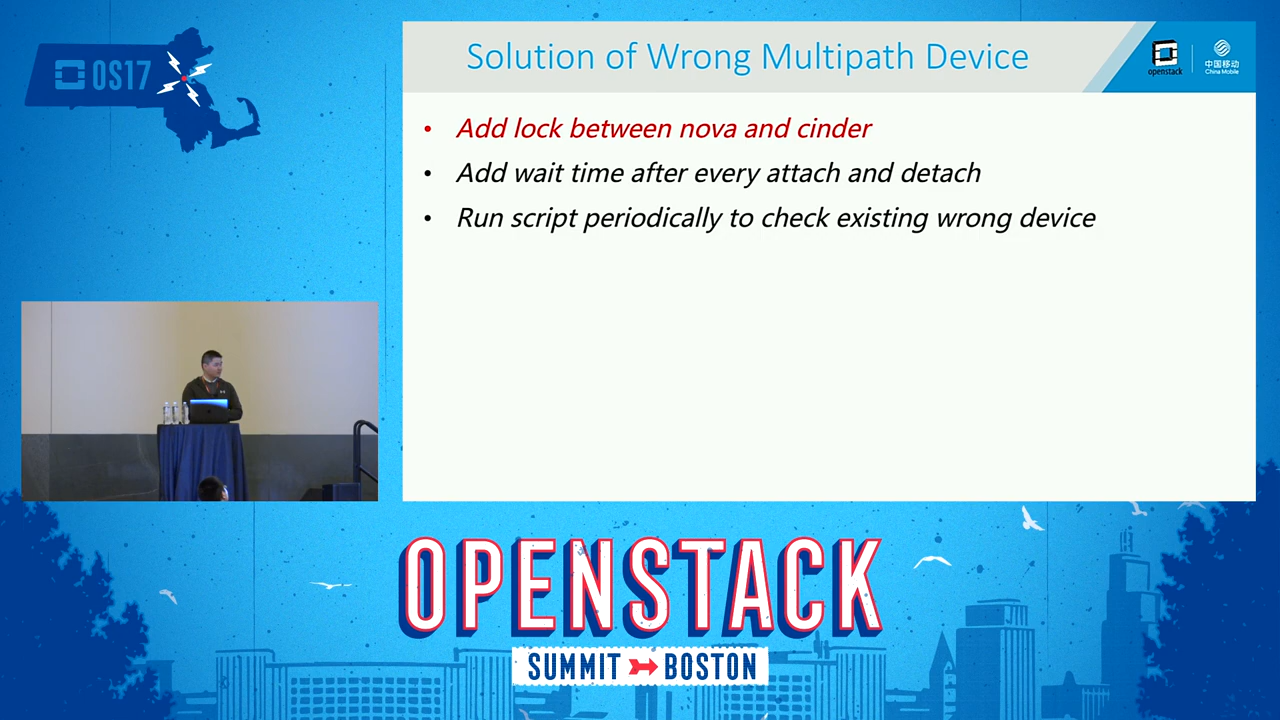 OS17
Solution of Wrong Multipath Device
openstack
中国移动
China Mobile
• Add lock between nova and cinder
• Add wait time after every attach and detach
• Run script periodically to check existing wrong device
OPENSTACK
SUMMIT BOSTON